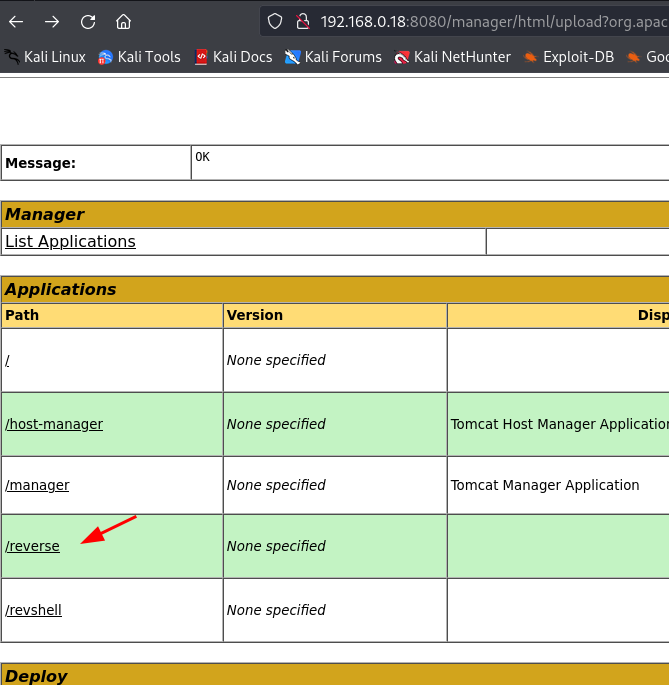 192.168.0.18:8080/manager/html/upload?org.apac
Kali Linux Kali Tools Kali Docs Kali Forums Kali NetHunter Exploit-DB Goo
Message: OK
Manager
List Applications
Applications
Path Version Disp
/ None specified
/host-manager None specified Tomcat Host Manager Application
/manager None specified Tomcat Manager Application
/reverse None specified
/revshell None specified
Deploy